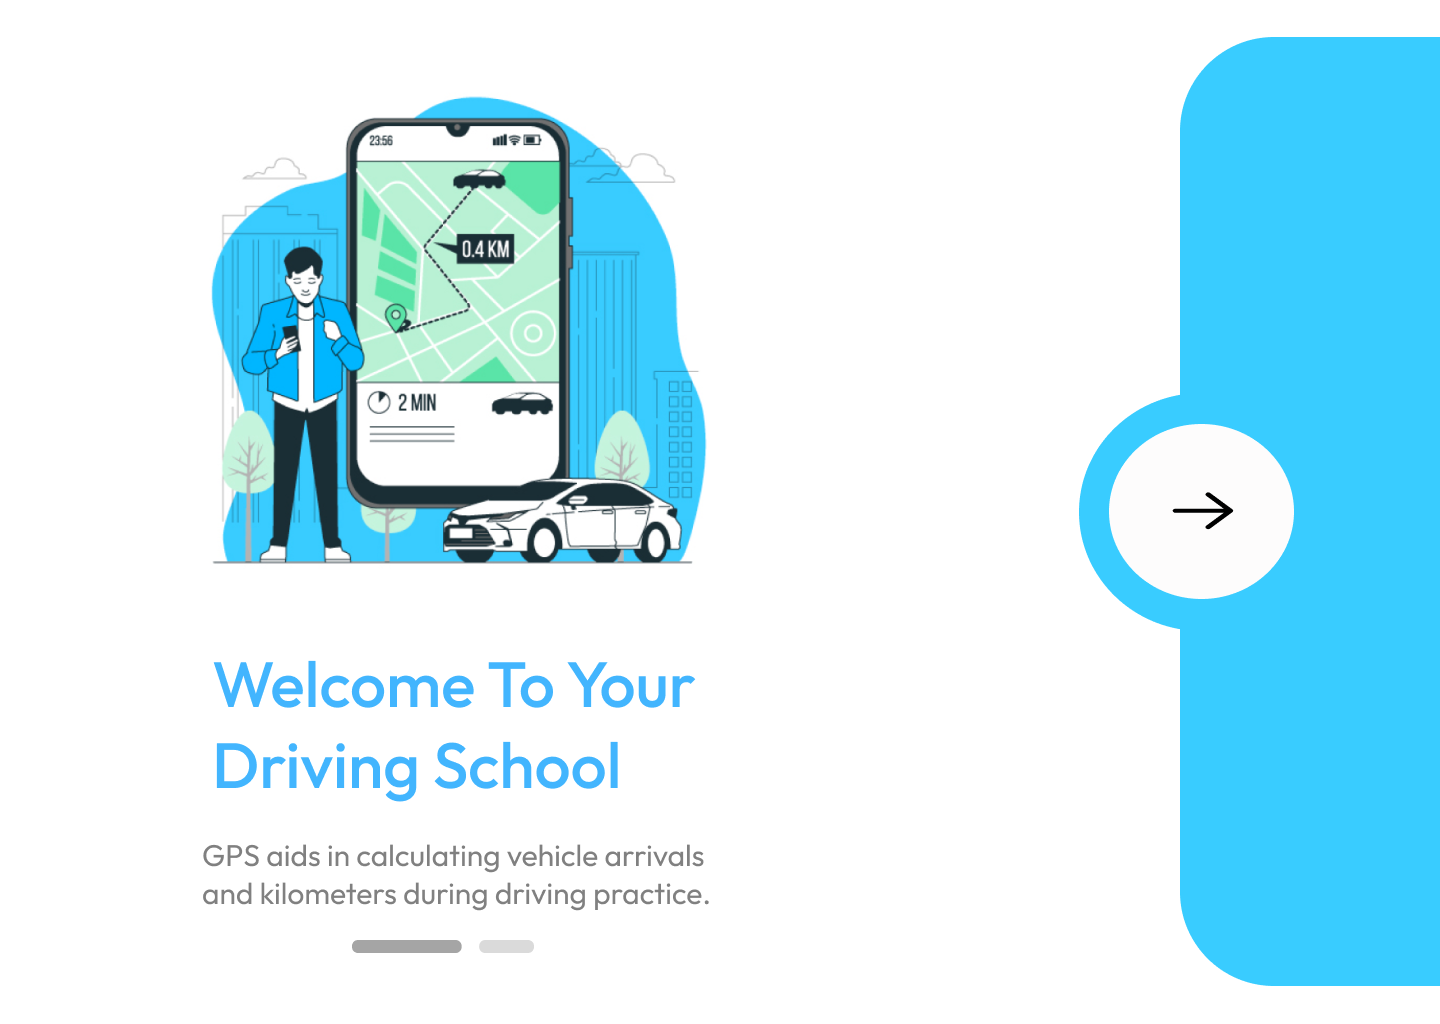 23:56
0.4 KM
2 MIN
Welcome To Your
Driving School
GPS aids in calculating vehicle arrivals
and kilometers during driving practice.